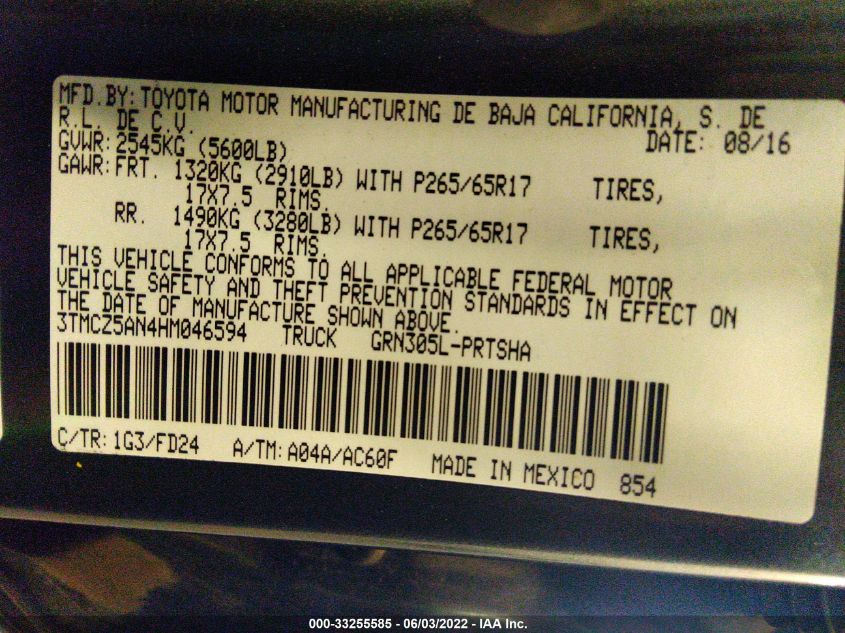 MFD.BY: TOYOTA MOTOR MANUFACTURING DE BAJA CALIFORNIA, S. DE
R.L. DE C.V. DATE: 08/16
GVWR: 2545KG (5600LB)
GAWR: FRT. 1320KG (2910LB) WITH P265/65R17 TIRES,
17X7.5 RIMS.
RR. 1490KG (3280LB) WITH P265/65R17 TIRES,
17X7.5 RIMS.
THIS VEHICLE CONFORMS TO ALL APPLICABLE FEDERAL MOTOR
VEHICLE SAFETY AND THEFT PREVENTION STANDARDS IN EFFECT ON
THE DATE OF MANUFACTURE SHOWN ABOVE.
3TMCZ5AN4HM046594 TRUCK GRN305L-PRTSHA
C/TR: 1G3/FD24 A/TM: A04A/AC60F MADE IN MEXICO 854
000-33255585 - 06/03/2022 - IAA Inc.